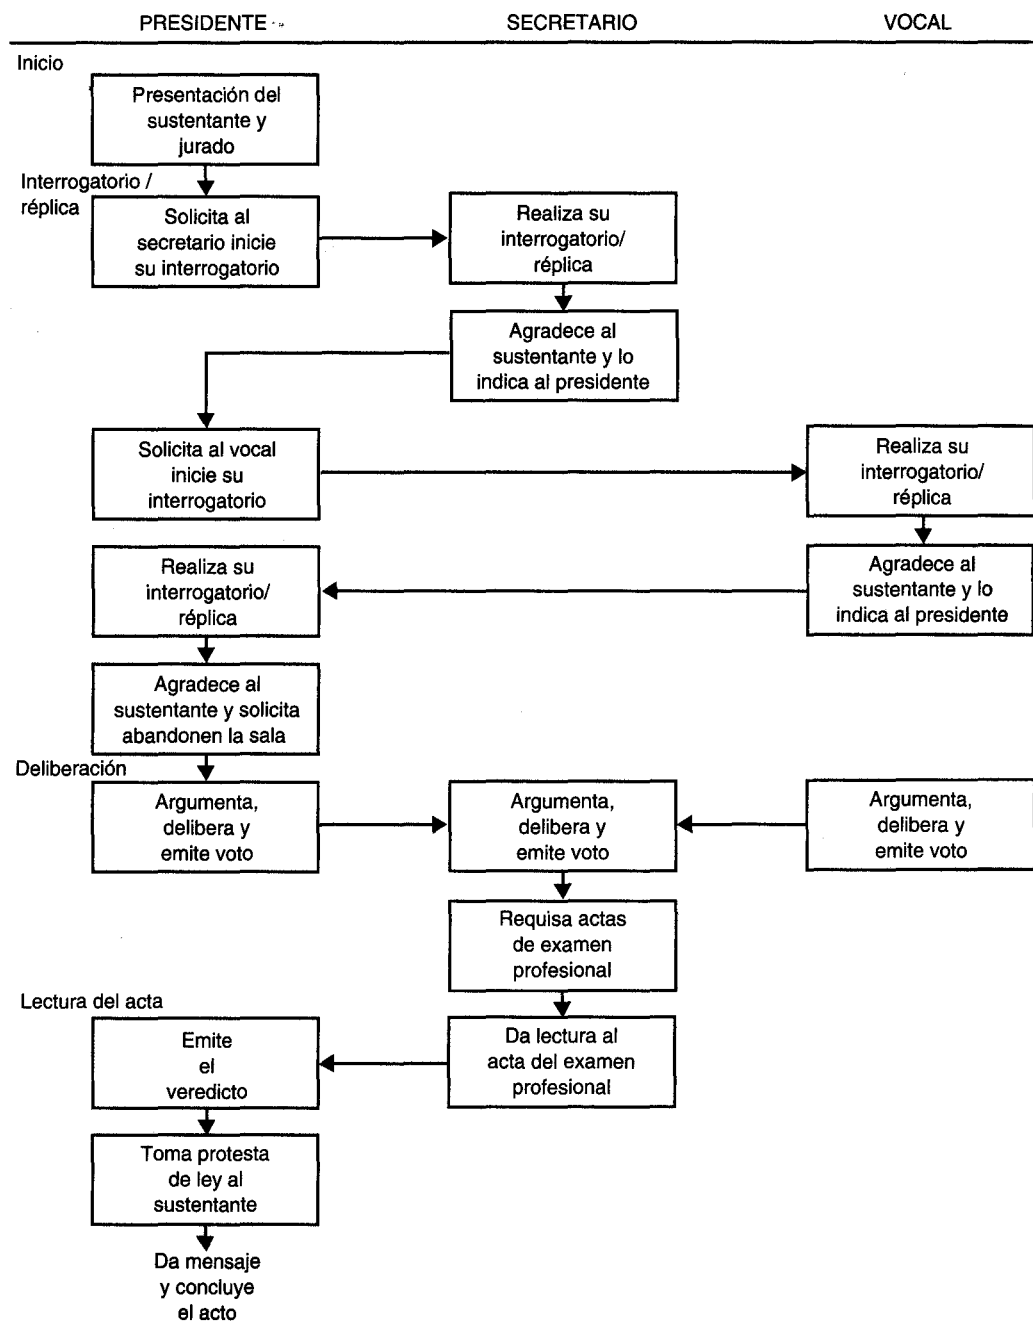 PRESIDENTE
SECRETARIO
VOCAL
Inicio
Presentación del
sustentante y
jurado
Interrogatorio /
réplica
Solicita al
secretario inicie
su interrogatorio
Realiza su
interrogatorio/
réplica
Agradece al
sustentante y lo
indica al presidente
Solicita al vocal
inicie su
interrogatorio
Realiza su
interrogatorio/
réplica
Agradece al
sustentante y lo
indica al presidente
Realiza su
interrogatorio/
réplica
Agradece al
sustentante y solicita
abandonen la sala
Deliberación
Argumenta,
delibera y
emite voto
Argumenta,
delibera y
emite voto
Argumenta,
delibera y
emite voto
Requisa actas
de examen
profesional
Lectura del acta
Da lectura al
acta del examen
profesional
Emite
el
veredicto
Toma protesta
de ley al
sustentante
Da mensaje
y concluye
el acto